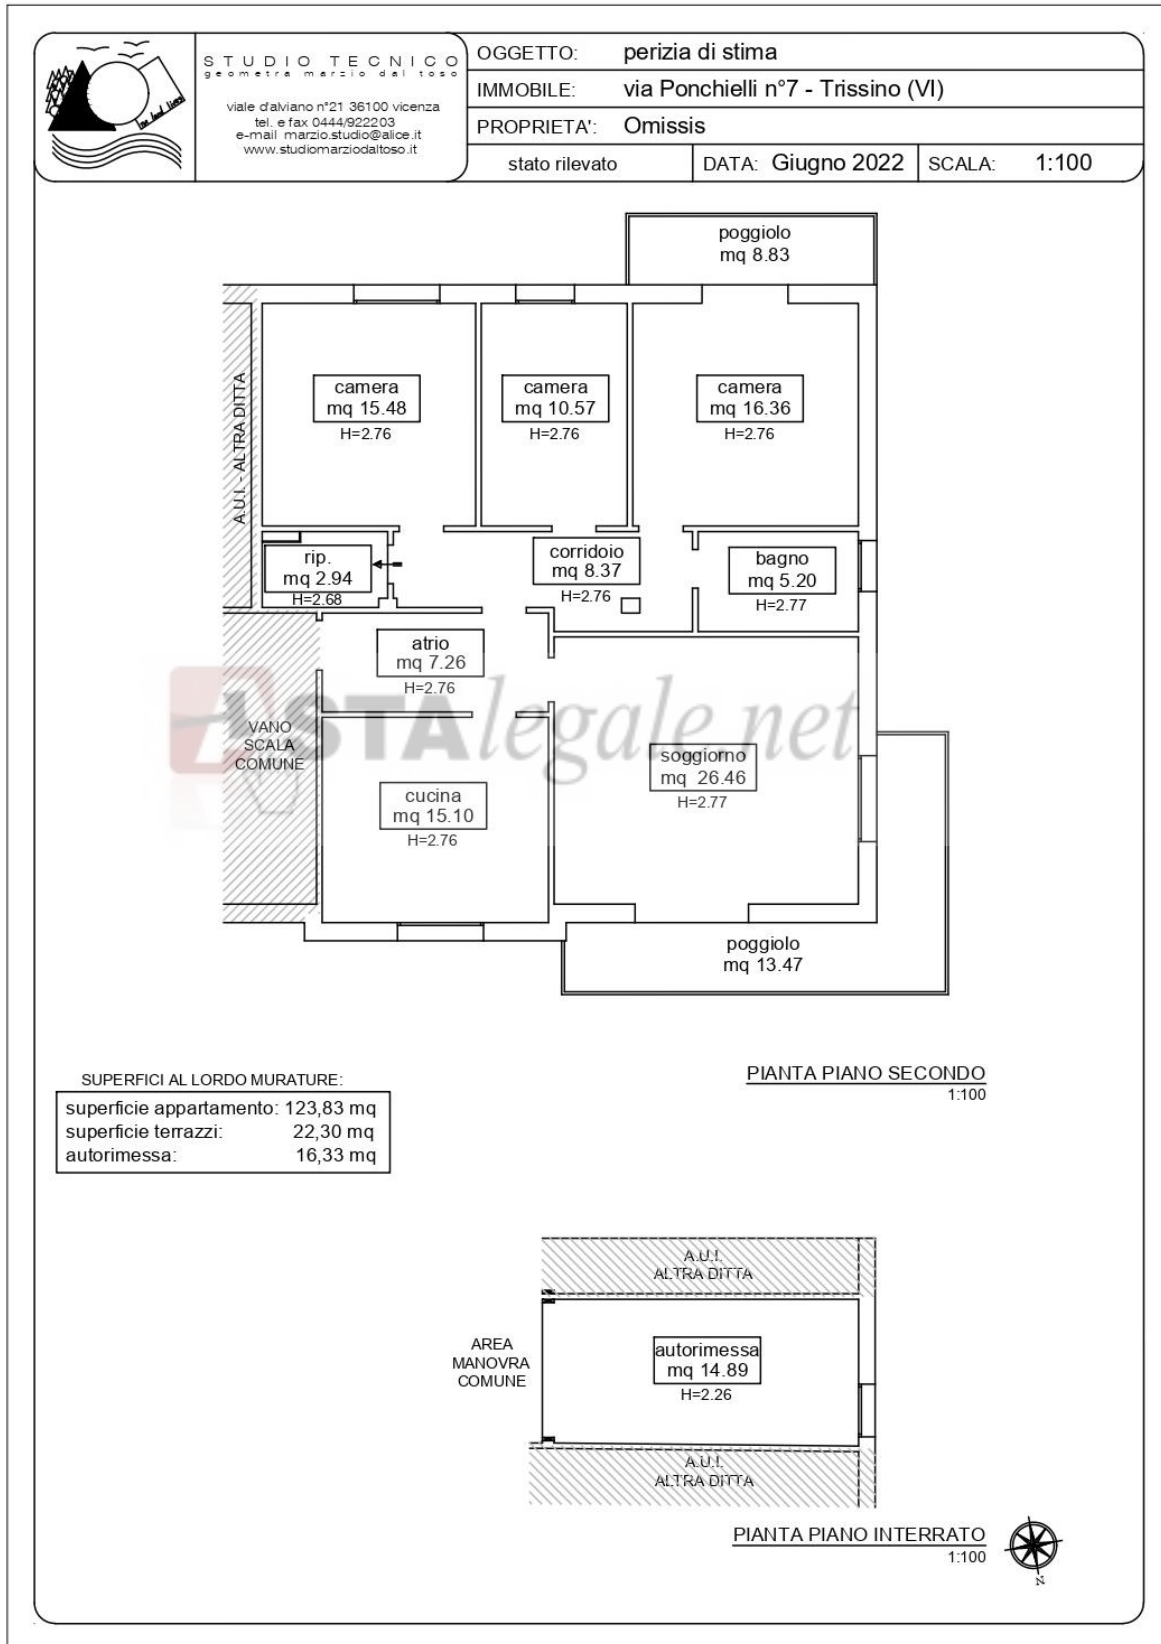 STUDIO TECNICO
geometra marzio dal toso
viale d'alviano n°21 36100 vicenza
tel. e fax 0444/922203
e-mail marzio.studio@alice.it
www.studiomarziodaltoso.it
OGGETTO: perizia di stima
IMMOBILE: via Ponchielli n°7 - Trissino (VI)
PROPRIETA': Omissis
stato rilevato DATA: Giugno 2022 SCALA: 1:100
poggiolo
mq 8.83
camera
mq 15.48
H=2.76
camera
mq 10.57
H=2.76
camera
mq 16.36
H=2.76
A.U.I. - ALTRA DITTA
rip.
mq 2.94
H=2.68
corridoio
mq 8.37
H=2.76
bagno
mq 5.20
H=2.77
atrio
mq 7.26
H=2.76
ASTAlegale.net
VANO
SCALA
COMUNE
soggiorno
mq 26.46
H=2.77
cucina
mq 15.10
H=2.76
poggiolo
mq 13.47
PIANTA PIANO SECONDO
1:100
SUPERFICI AL LORDO MURATURE:
superficie appartamento: 123,83 mq
superficie terrazzi: 22,30 mq
autorimessa: 16,33 mq
A.U.I.
ALTRA DITTA
AREA
MANOVRA
COMUNE
autorimessa
mq 14.89
H=2.26
A.U.I.
ALTRA DITTA
PIANTA PIANO INTERRATO
1:100
N